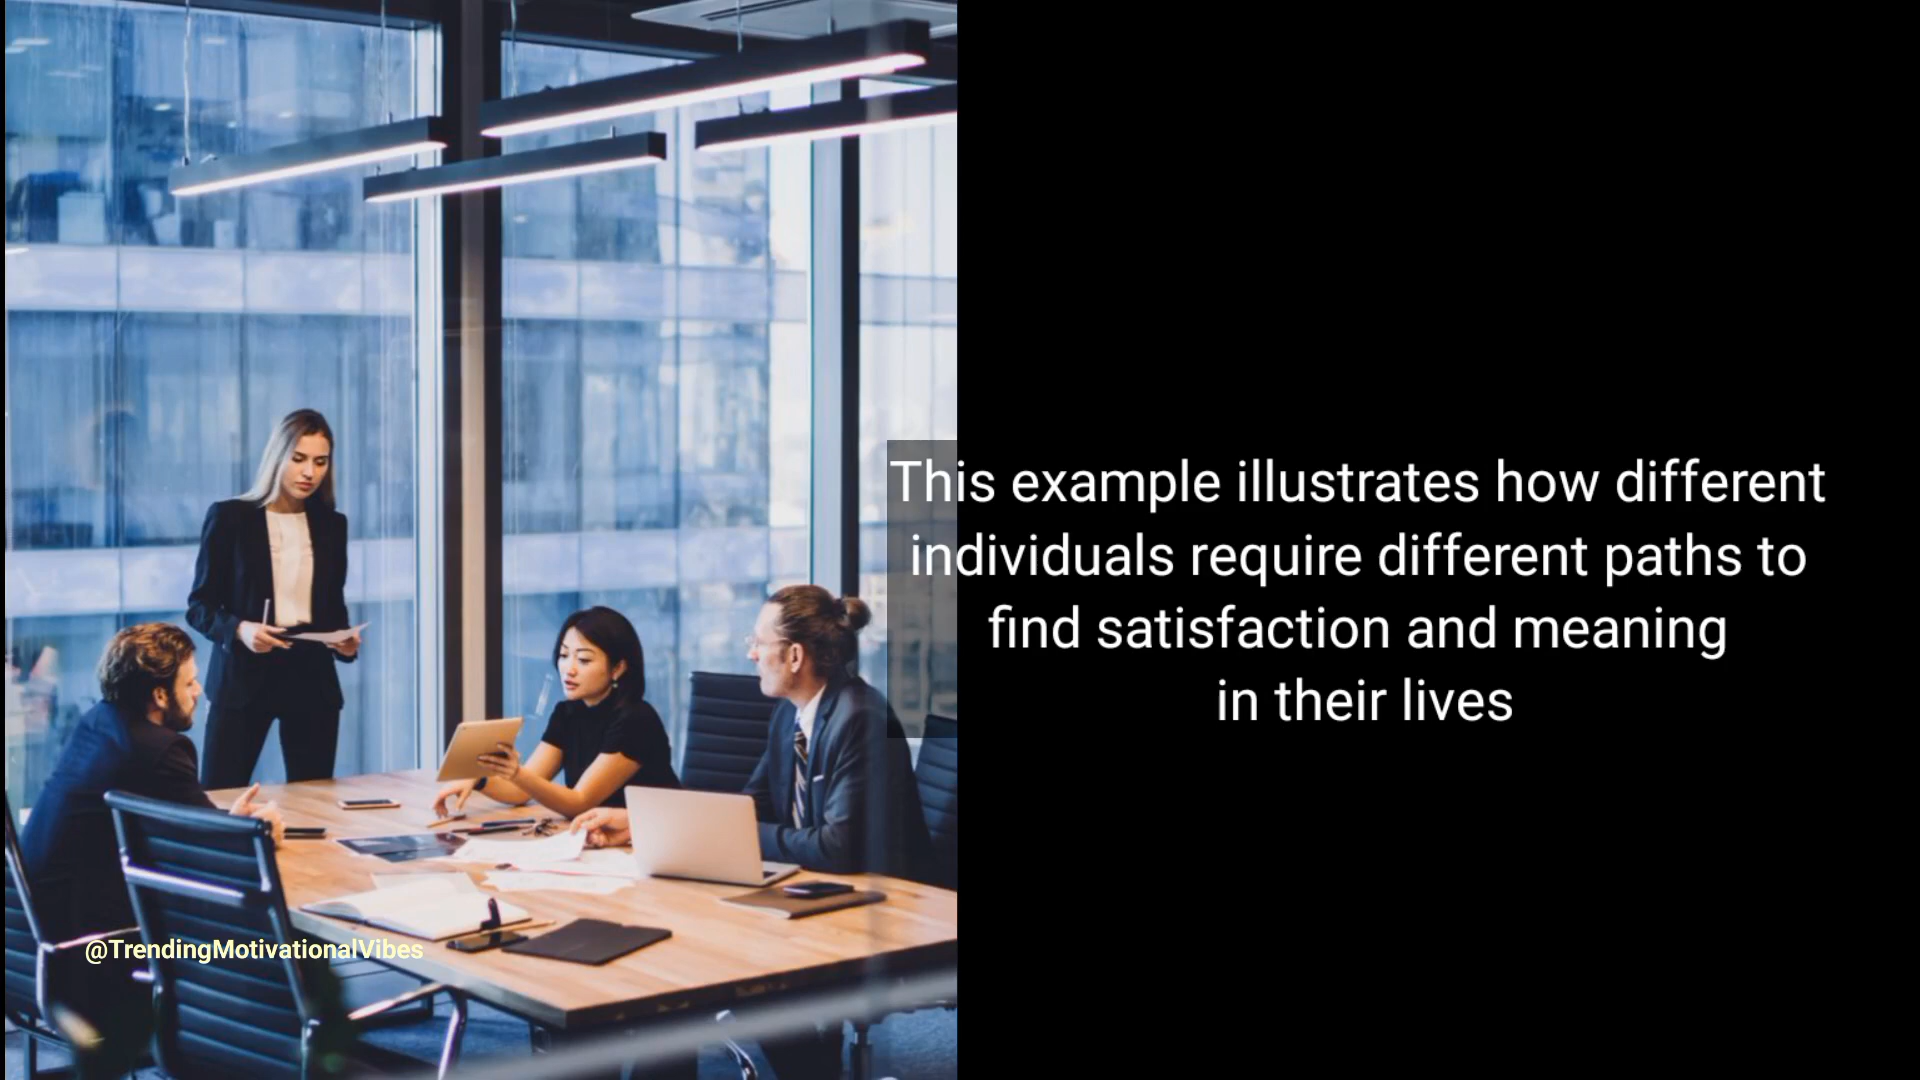 This example illustrates how different
individuals require different paths to
find satisfaction and meaning
in their lives
@TrendingMotivationalVibes